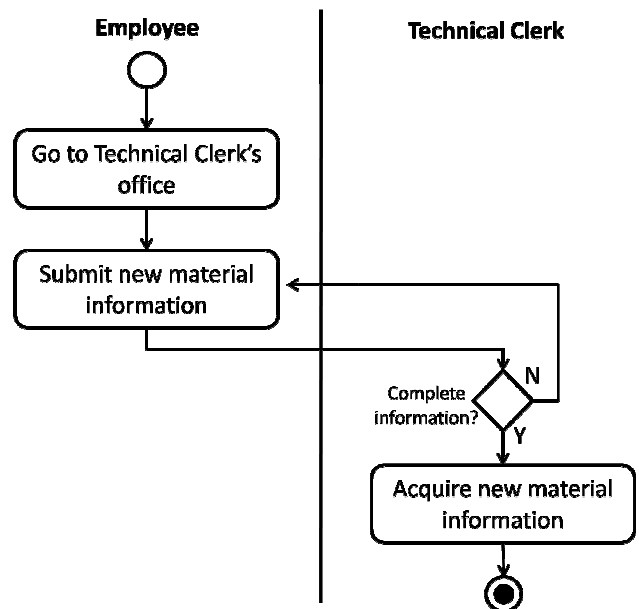 Employee
Technical Clerk
Go to Technical Clerk's
office
Submit new material
information
N
Complete
information?
Y
Acquire new material
information